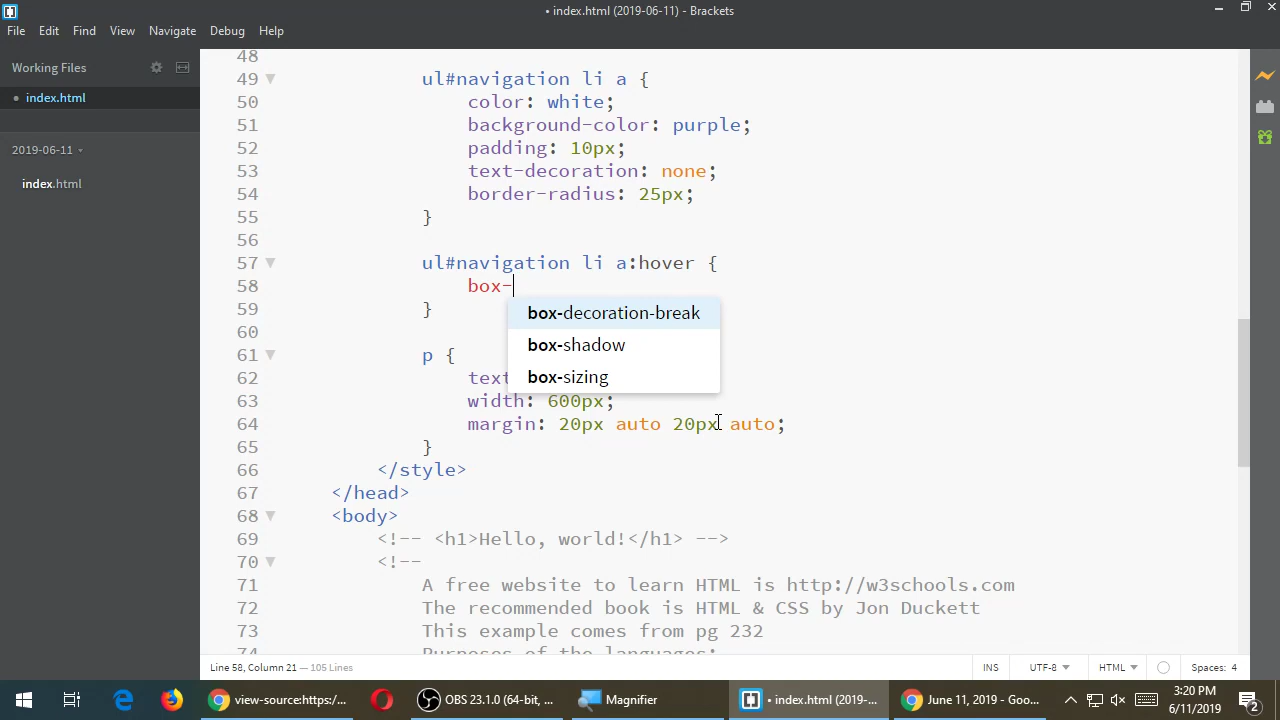 • index.html (2019-06-11) - Brackets
File Edit Find View Navigate Debug Help
Working Files
• index.html
2019-06-11
index.html
48
49 ul#navigation li a {
50 color: white;
51 background-color: purple;
52 padding: 10px;
53 text-decoration: none;
54 border-radius: 25px;
55 }
56
57 ul#navigation li a:hover {
58 box-
59 }
60
61 p {
62 text
63 width: 600px;
64 margin: 20px auto 20px auto;
65 }
66 </style>
67 </head>
68 <body>
69 <!-- <h1>Hello, world!</h1> -->
70 <!--
71 A free website to learn HTML is http://w3schools.com
72 The recommended book is HTML & CSS by Jon Duckett
73 This example comes from pg 232
74 Purposes of the languages:
box-decoration-break
box-shadow
box-sizing
Line 58, Column 21 — 105 Lines
INS UTF-8 HTML Spaces: 4
view-source:https:/...
OBS 23.1.0 (64-bit, ...
Magnifier
• index.html (2019-...
June 11, 2019 - Goo...
3:20 PM
6/11/2019
2